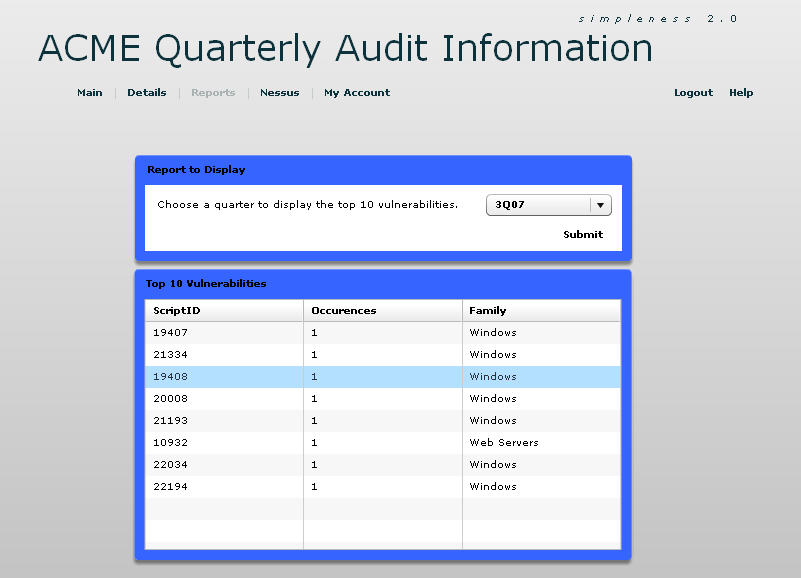 simpleness 2.0
ACME Quarterly Audit Information
Main Details Reports Nessus My Account Logout Help
Report to Display
Choose a quarter to display the top 10 vulnerabilities. 3Q07
Submit
Top 10 Vulnerabilities
ScriptID Occurences Family
19407 1 Windows
21334 1 Windows
19408 1 Windows
20008 1 Windows
21193 1 Windows
10932 1 Web Servers
22034 1 Windows
22194 1 Windows